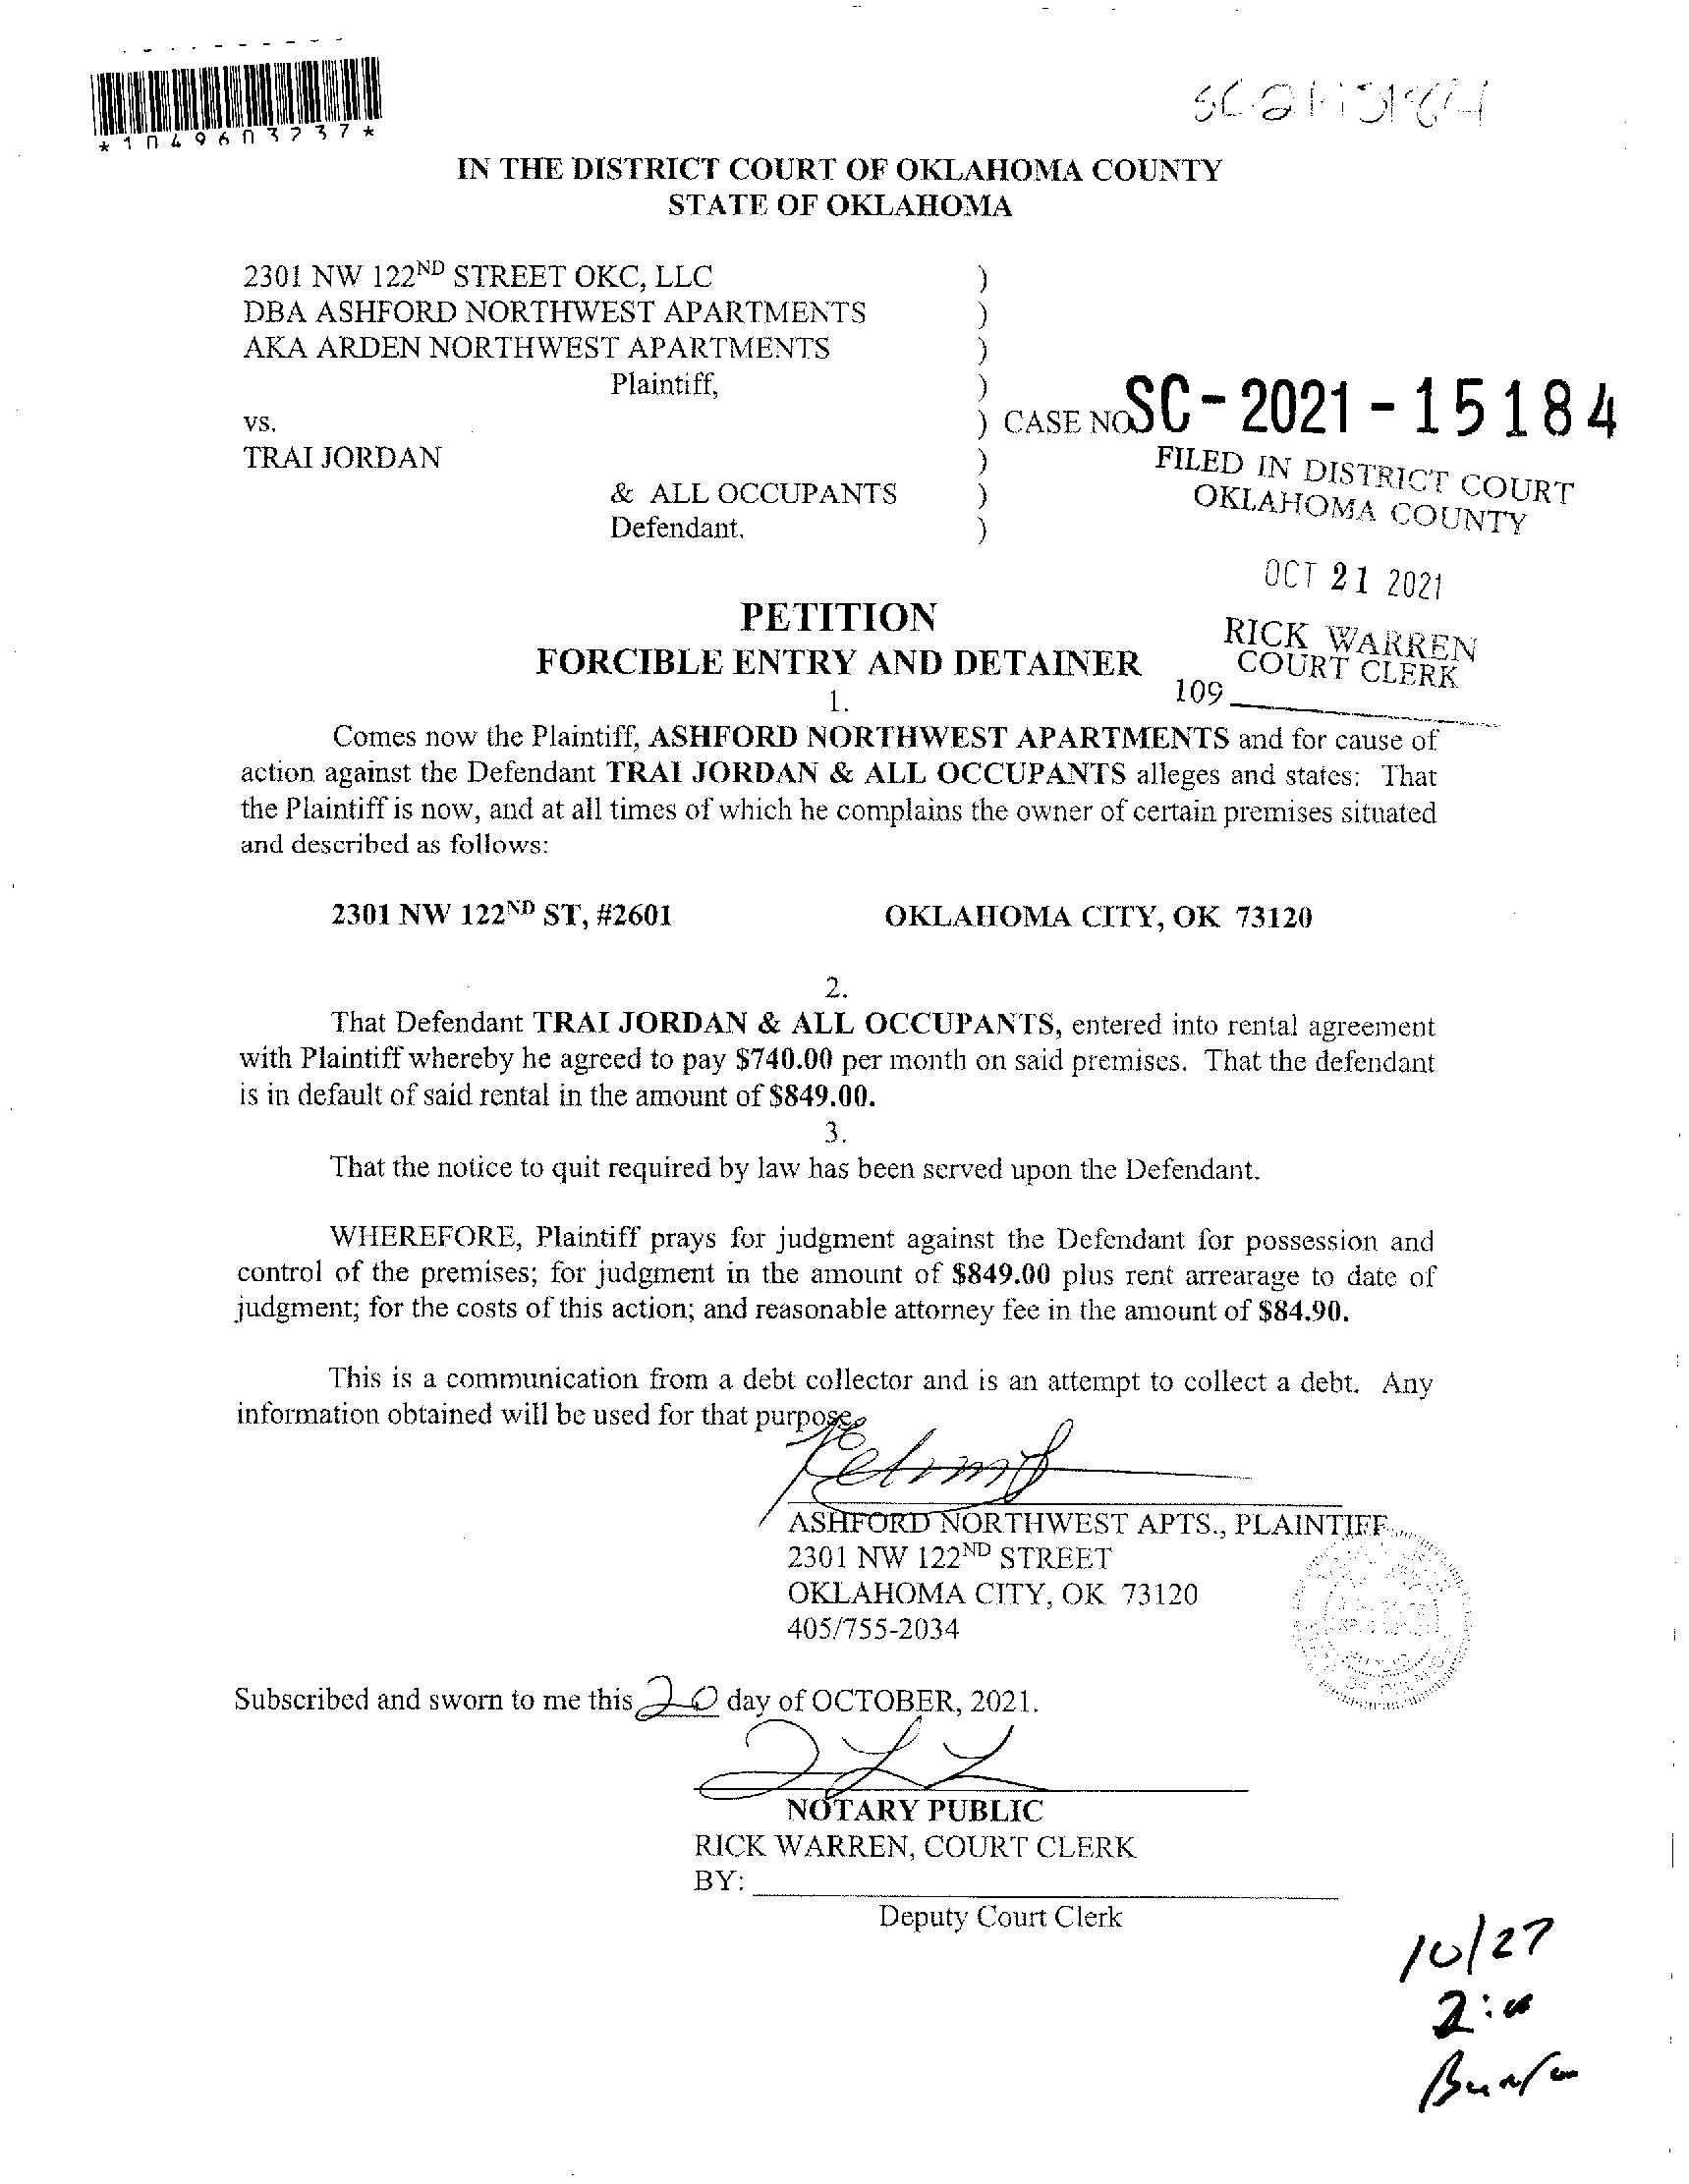 *1049603737*
IN THE DISTRICT COURT OF OKLAHOMA COUNTY
STATE OF OKLAHOMA
2301 NW 122ND STREET OKC, LLC )
DBA ASHFORD NORTHWEST APARTMENTS )
AKA ARDEN NORTHWEST APARTMENTS )
Plaintiff, )
vs. ) CASE NO SC-2021-15184
TRAI JORDAN )
& ALL OCCUPANTS )
Defendant. )
FILED IN DISTRICT COURT
OKLAHOMA COUNTY
OCT 21 2021
RICK WARREN
COURT CLERK
109
PETITION
FORCIBLE ENTRY AND DETAINER
1.
Comes now the Plaintiff, ASHFORD NORTHWEST APARTMENTS and for cause of
action against the Defendant TRAI JORDAN & ALL OCCUPANTS alleges and states: That
the Plaintiff is now, and at all times of which he complains the owner of certain premises situated
and described as follows:
2301 NW 122ND ST, #2601 OKLAHOMA CITY, OK 73120
2.
That Defendant TRAI JORDAN & ALL OCCUPANTS, entered into rental agreement
with Plaintiff whereby he agreed to pay $740.00 per month on said premises. That the defendant
is in default of said rental in the amount of $849.00.
3.
That the notice to quit required by law has been served upon the Defendant.
WHEREFORE, Plaintiff prays for judgment against the Defendant for possession and
control of the premises; for judgment in the amount of $849.00 plus rent arrearage to date of
judgment; for the costs of this action; and reasonable attorney fee in the amount of $84.90.
This is a communication from a debt collector and is an attempt to collect a debt. Any
information obtained will be used for that purpose.
ASHFORD NORTHWEST APTS., PLAINTIFF
2301 NW 122ND STREET
OKLAHOMA CITY, OK 73120
405/755-2034
Subscribed and sworn to me this 20 day of OCTOBER, 2021.
NOTARY PUBLIC
RICK WARREN, COURT CLERK
BY:
Deputy Court Clerk
10/27